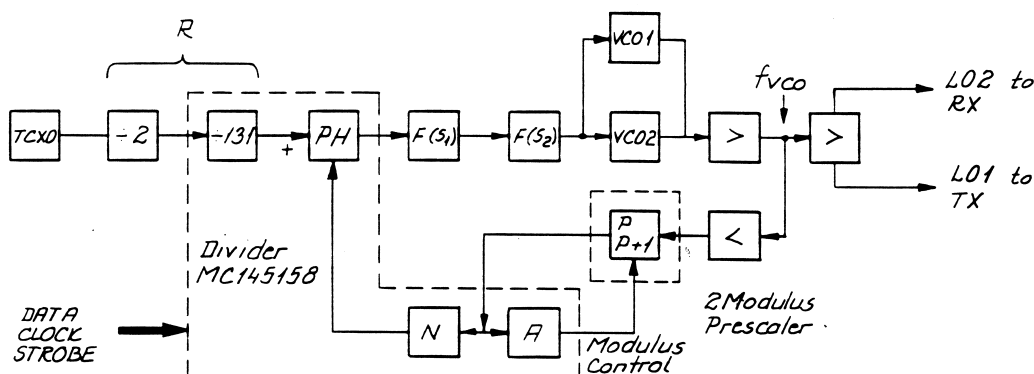 R
TCXO
÷2
-131
+
PH
F(S₁)
F(S₂)
VCO1
VCO2
>
fvco
>
LO2 to
RX
LO1 to
TX
P
P+1
<
Divider
MC145158
2 Modulus
Prescaler
N
A
Modulus
Control
DATA
CLOCK
STROBE